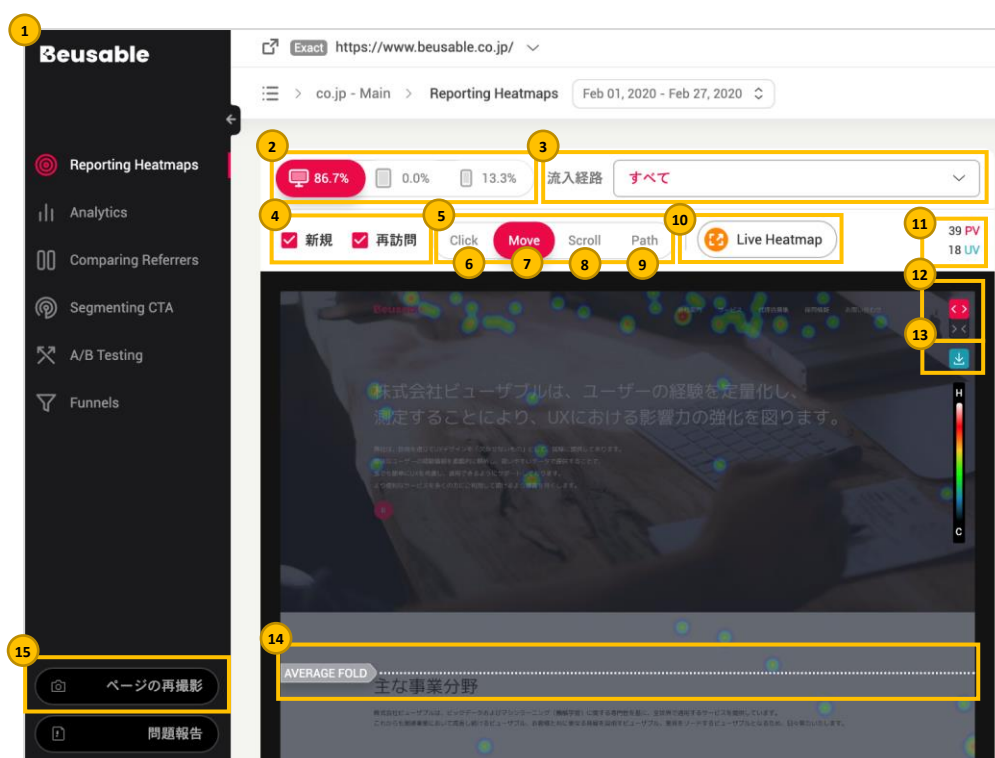 1
Beusable
Exact https://www.beusable.co.jp/
co.jp - Main > Reporting Heatmaps Feb 01, 2020 - Feb 27, 2020
2
3
Reporting Heatmaps
86.7% 0.0% 13.3% 流入経路 すべて
Analytics
4
5
10
11
新規 再訪問 Click Move Scroll Path Live Heatmap
39 PV
18 UV
6
7
8
9
Comparing Referrers
12
Segmenting CTA
Beusable
13
A/B Testing
H
Funnels
株式会社ビューザブルは、ユーザーの経験を定量化し、
測定することにより、UXにおける影響力の強化を図ります。
C
14
15
AVERAGE FOLD
主な事業分野
ページの再撮影
問題報告